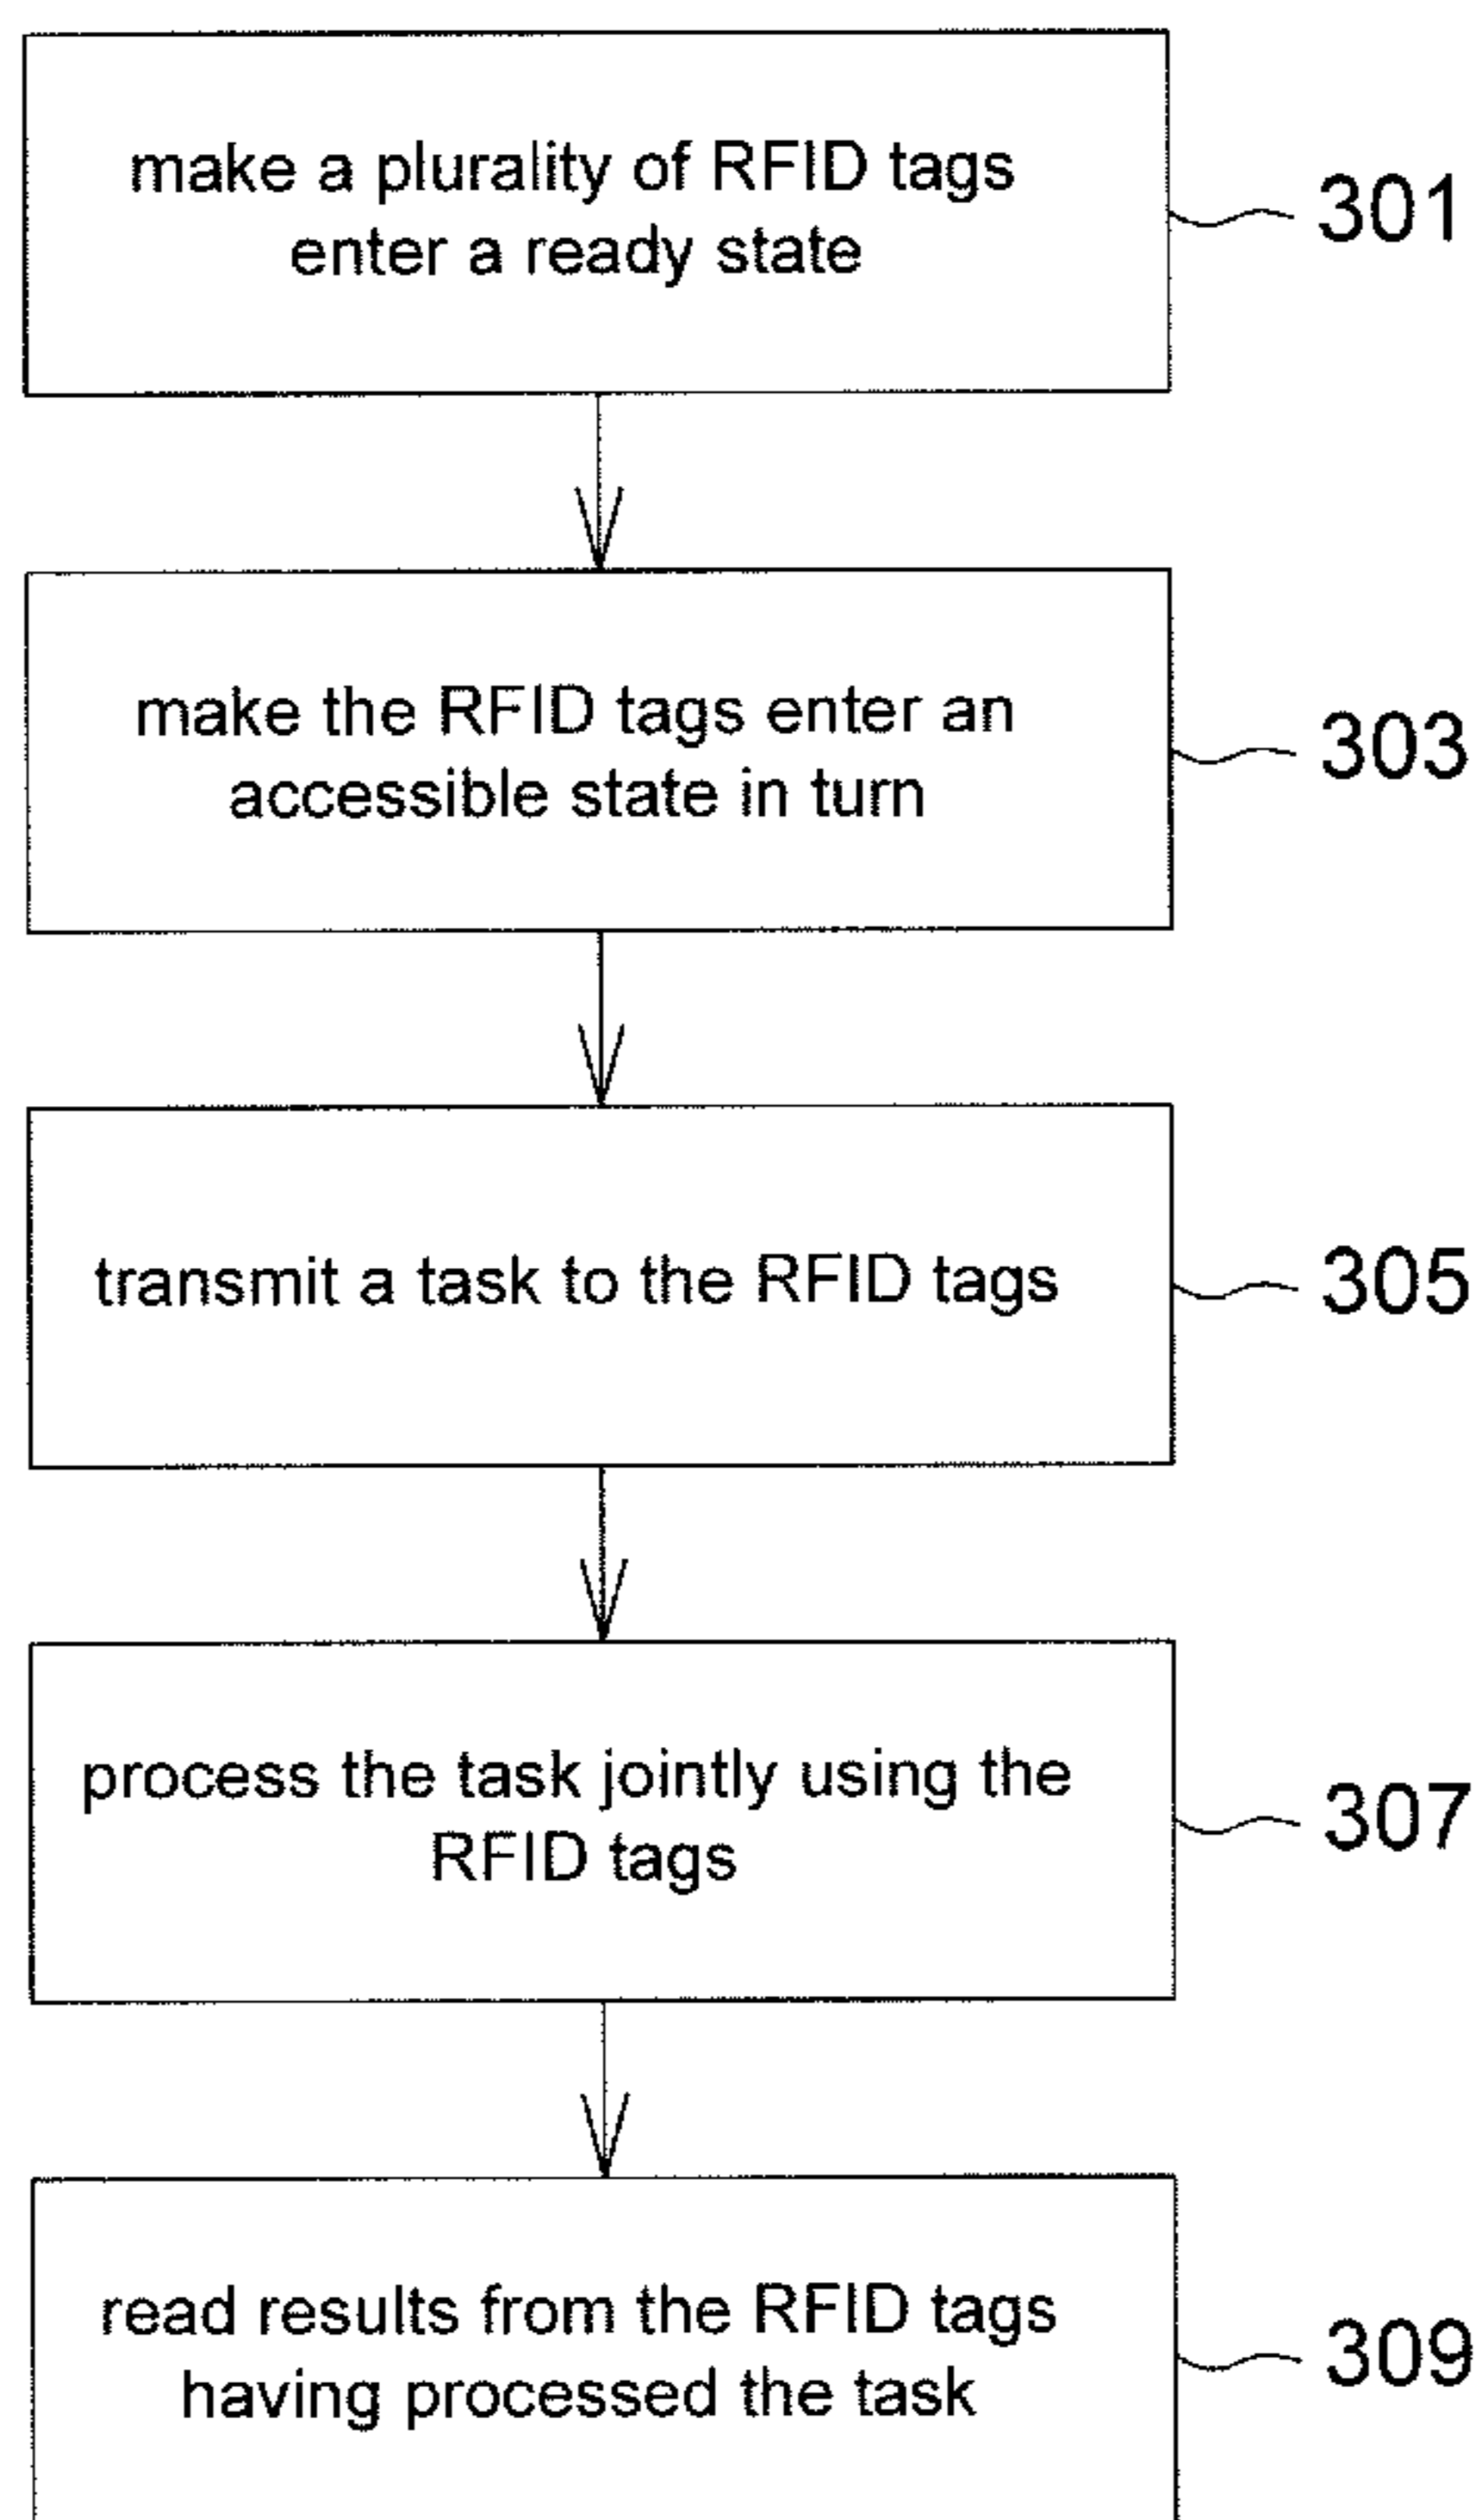 make a plurality of RFID tags
enter a ready state
301
make the RFID tags enter an
accessible state in turn
303
transmit a task to the RFID tags
305
process the task jointly using the
RFID tags
307
read results from the RFID tags
having processed the task
309